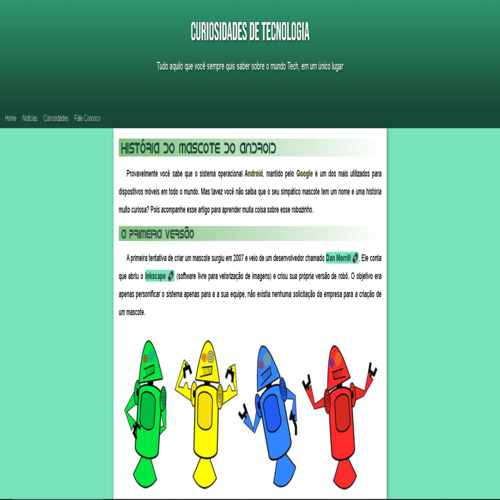 CURIOSIDADES DE TECNOLOGIA
Tudo aquilo que você sempre quis saber sobre o mundo Tech, em um único lugar
Home Notícias Curiosidades Fale Conosco
História do Mascote do Android
Provavelmente você sabe que o sistema operacional Android, mantido pelo Google é um dos mais utilizados para
dispositivos móveis em todo o mundo. Mas tavez você não saiba que o seu simpático mascote tem um nome e uma história
muito curiosa? Pois acompanhe esse artigo para aprender muita coisa sobre esse robozinho.
A primeira versão
A primeira tentativa de criar um mascote surgiu em 2007 e veio de um desenvolvedor chamado Dan Morrill. Ele conta
que abriu o Inkscape (software livre para vetorização de imagens) e criou sua própria versão de robô. O objetivo era
apenas personificar o sistema apenas para a a sua equipe, não existia nenhuma solicitação da empresa para a criação de
um mascote.